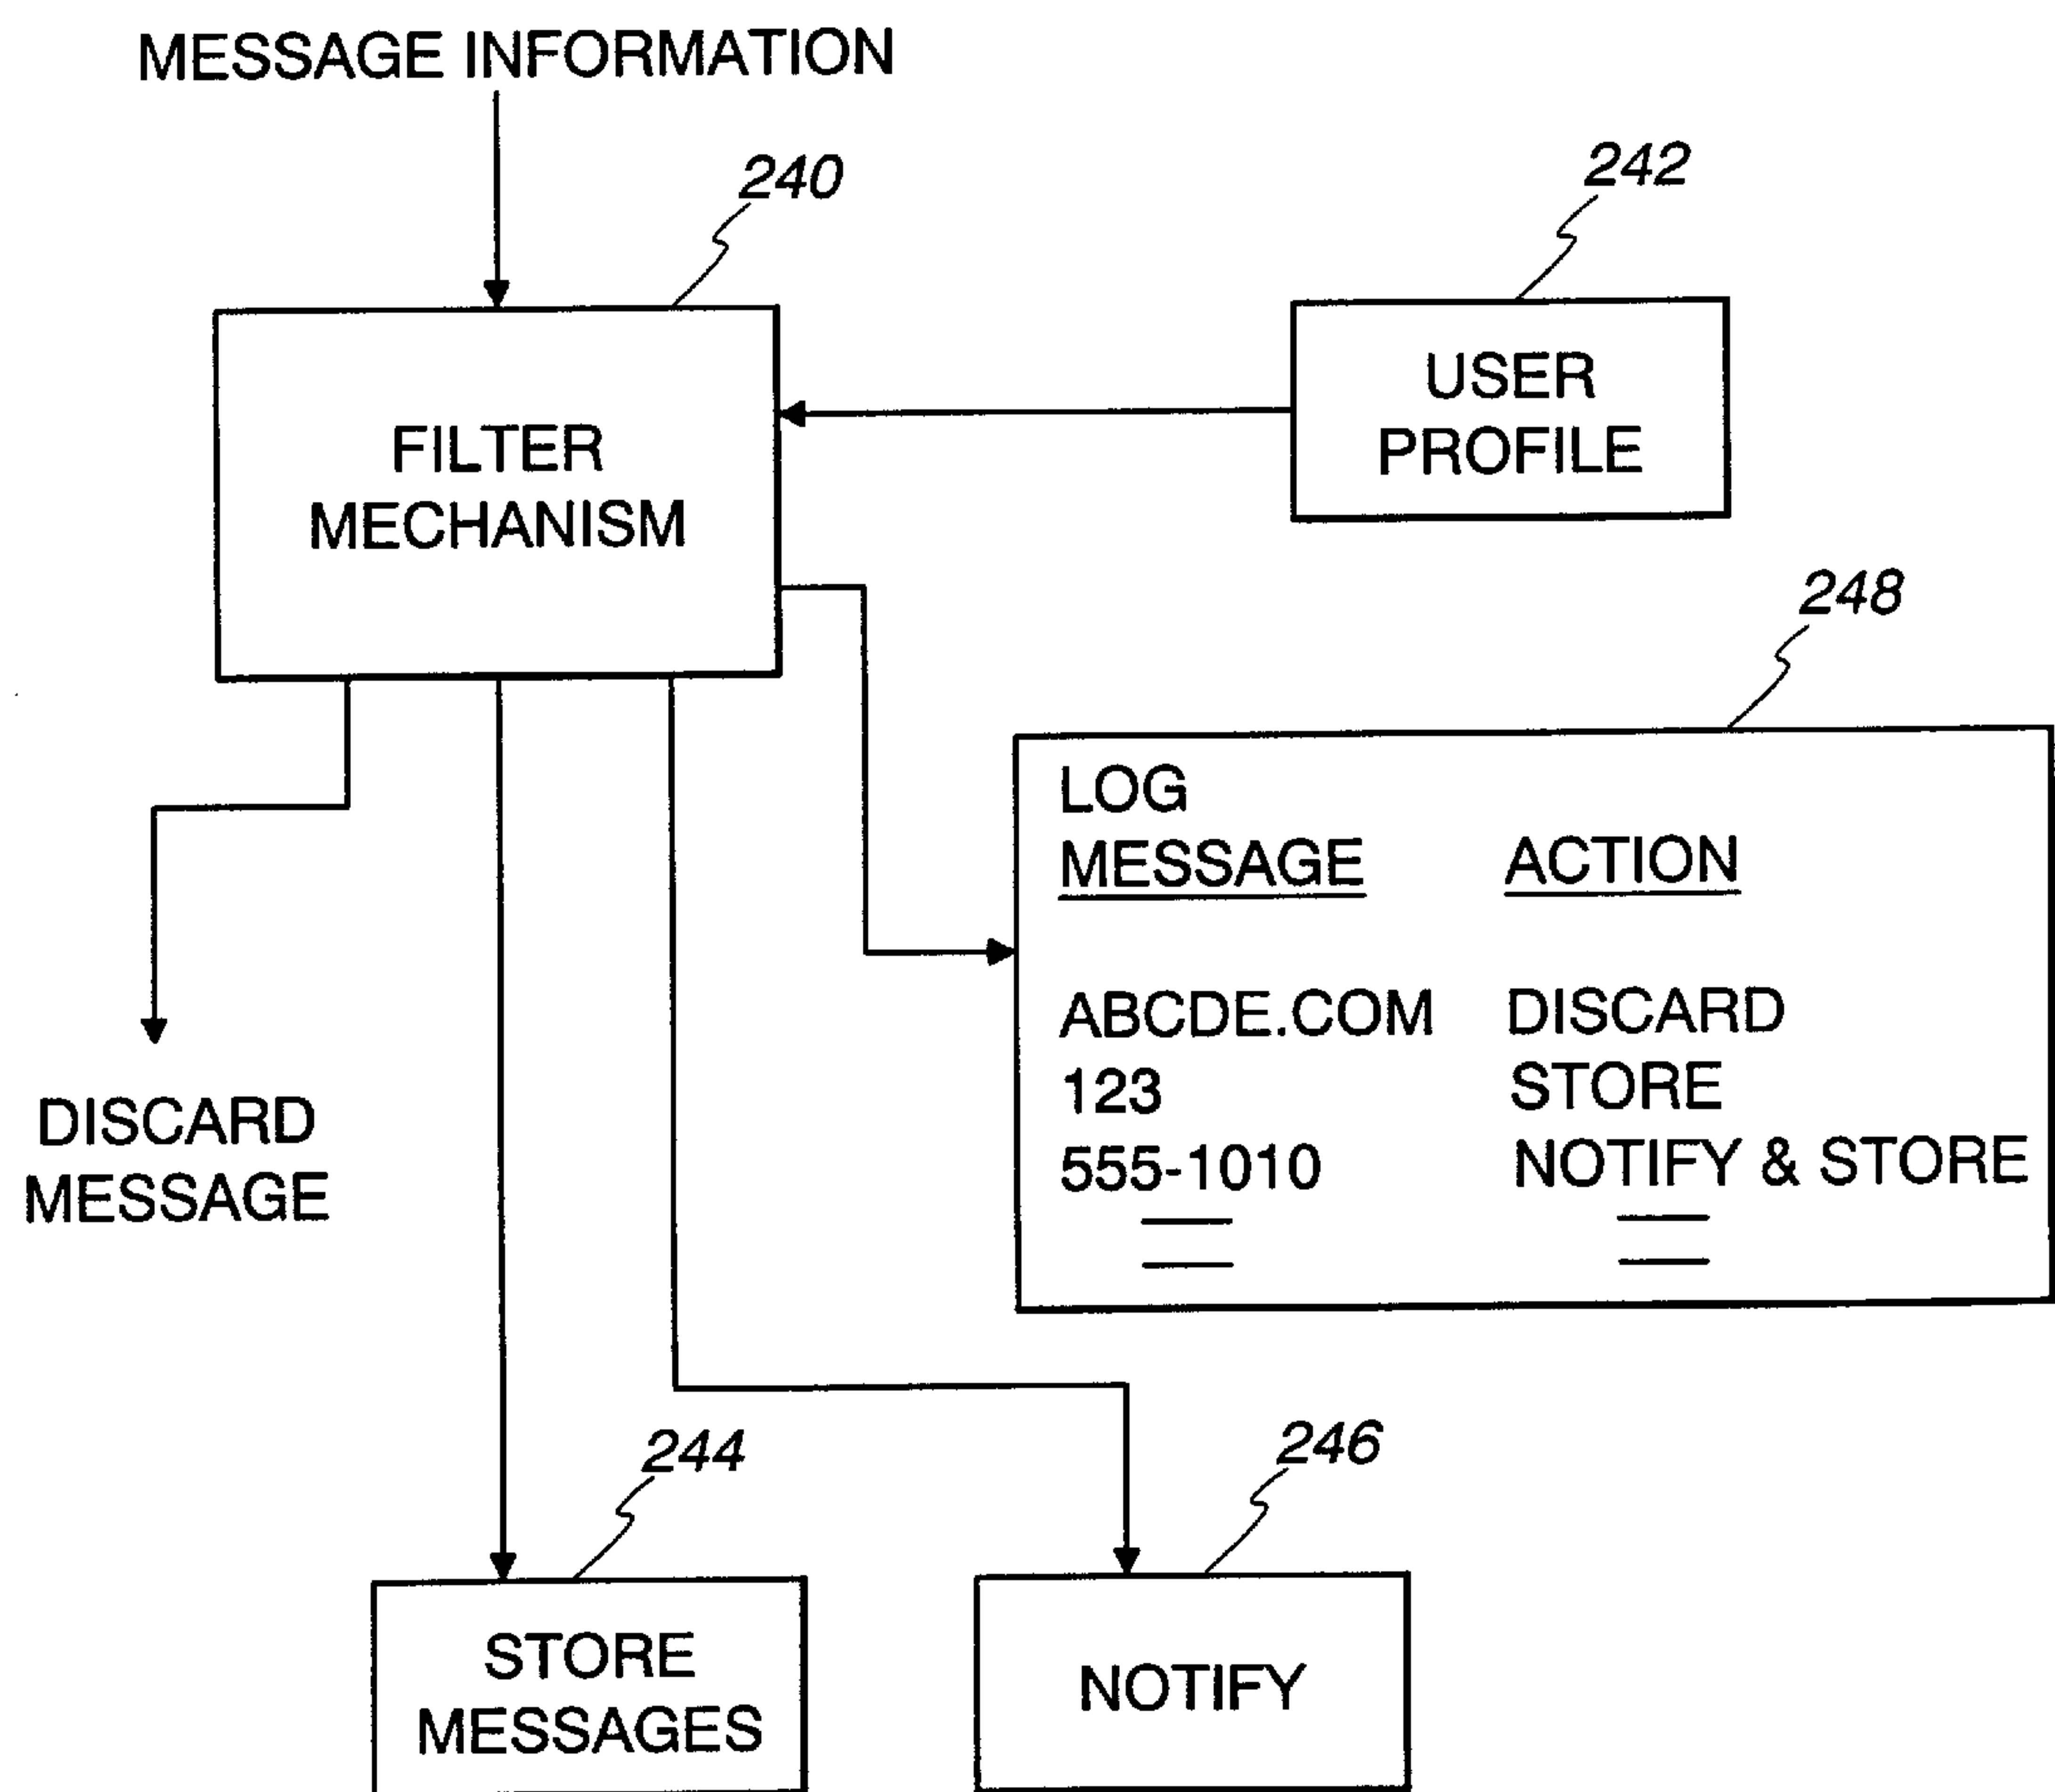 MESSAGE INFORMATION
240
242
FILTER
MECHANISM
USER
PROFILE
248
LOG
MESSAGE ACTION
ABCDE.COM DISCARD
123 STORE
555-1010 NOTIFY & STORE
DISCARD
MESSAGE
244
246
STORE
MESSAGES
NOTIFY